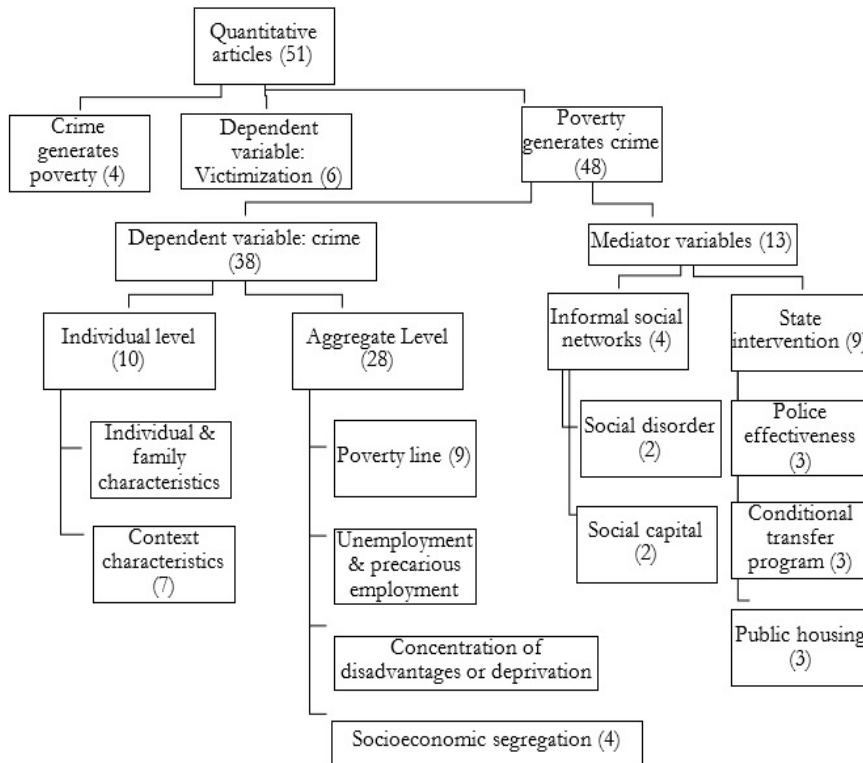 Quantitative
articles (51)
Crime
generates
poverty (4)
Dependent
variable:
Victimization (6)
Poverty
generates crime
(48)
Dependent variable: crime
(38)
Mediator variables (13)
Individual level
(10)
Aggregate Level
(28)
Informal social
networks (4)
State
intervention (9)
Individual &
family
characteristics
Context
characteristics
(7)
Poverty line (9)
Unemployment
& precarious
employment
Concentration of
disadvantages or deprivation
Socioeconomic segregation (4)
Social disorder
(2)
Social capital
(2)
Police
effectiveness
(3)
Conditional
transfer
program (3)
Public housing
(3)